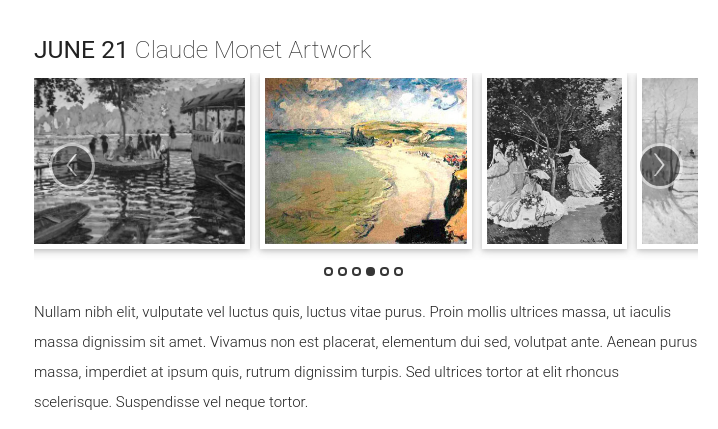 JUNE 21 Claude Monet Artwork
Nullam nibh elit, vulputate vel luctus quis, luctus vitae purus. Proin mollis ultrices massa, ut iaculis
massa dignissim sit amet. Vivamus non est placerat, elementum dui sed, volutpat ante. Aenean purus
massa, imperdiet at ipsum quis, rutrum dignissim turpis. Sed ultrices tortor at elit rhoncus
scelerisque. Suspendisse vel neque tortor.